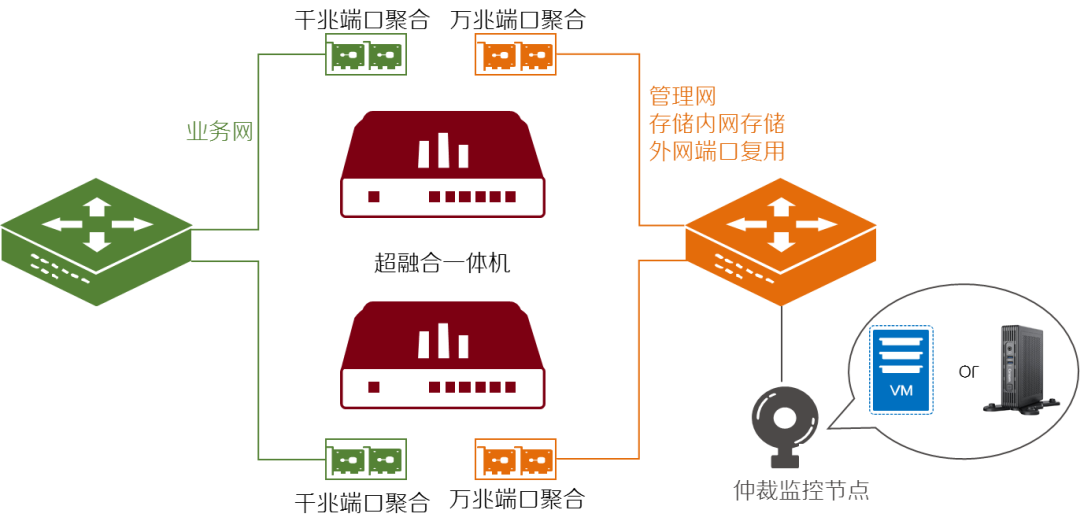 千兆端口聚合
万兆端口聚合
业务网
管理网
存储内网存储
外网端口复用
超融合一体机
VM
or
千兆端口聚合
万兆端口聚合
仲裁监控节点